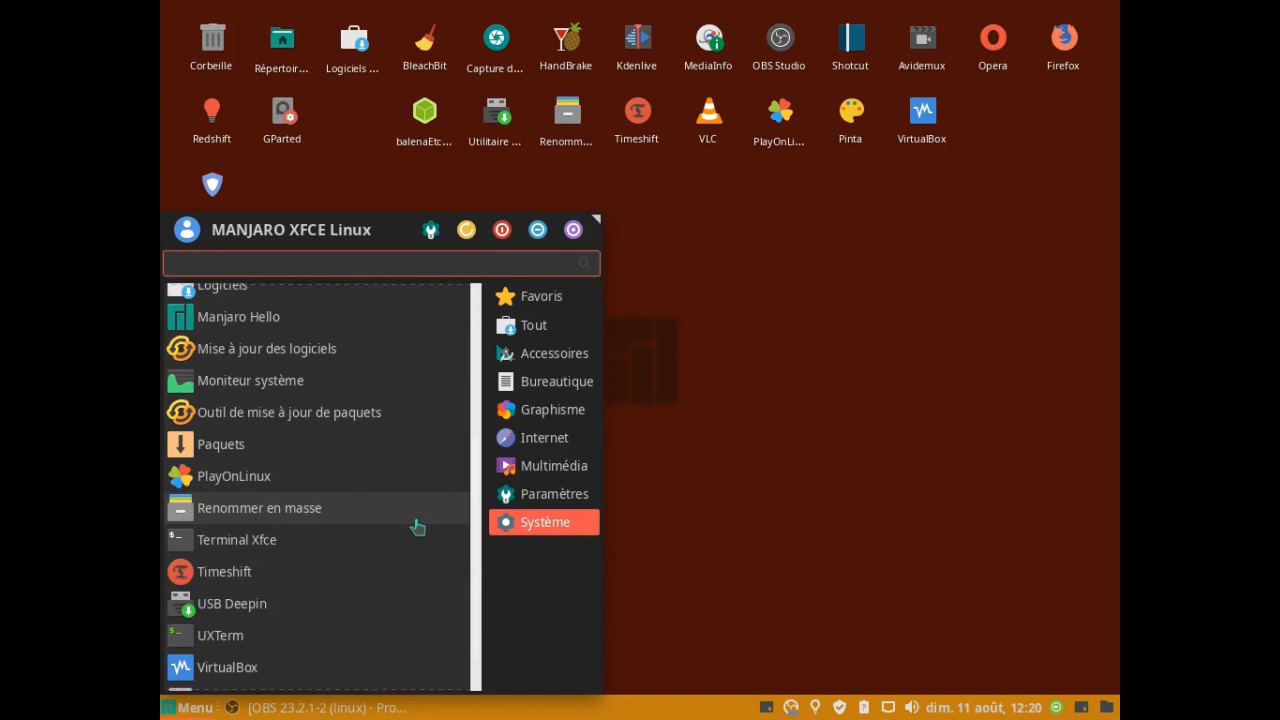 Corbeille Répertoir... Logiciels ... BleachBit Capture d... HandBrake Kdenlive MediaInfo OBS Studio Shotcut Avidemux Opera Firefox
Redshift GParted balenaEtc... Utilitaire ... Renomm... Timeshift VLC PlayOnLi... Pinta VirtualBox
MANJARO XFCE Linux
Logiciels
Manjaro Hello
Mise à jour des logiciels
Moniteur système
Outil de mise à jour de paquets
Paquets
PlayOnLinux
Renommer en masse
Terminal Xfce
Timeshift
USB Deepin
UXTerm
VirtualBox
Favoris
Tout
Accessoires
Bureautique
Graphisme
Internet
Multimédia
Paramètres
Système
Menu [OBS 23.2.1-2 (linux) - Pro... dim. 11 août, 12:20